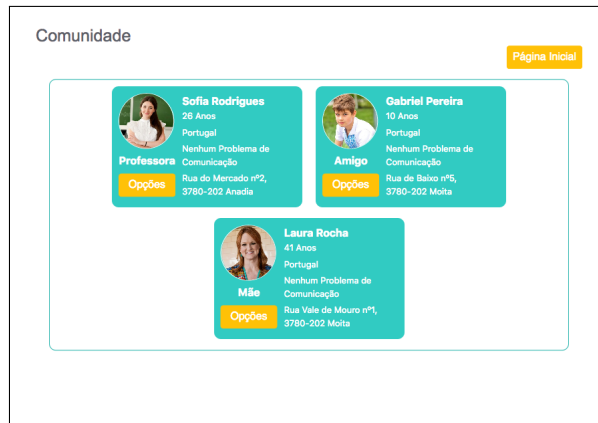 Comunidade
Página Inicial
Sofia Rodrigues
26 Anos
Portugal
Nenhum Problema de
Comunicação
Rua do Mercado nº2,
3780-202 Anadia
Professora
Opções
Gabriel Pereira
10 Anos
Portugal
Nenhum Problema de
Comunicação
Rua de Baixo nº5,
3780-202 Moita
Amigo
Opções
Laura Rocha
41 Anos
Portugal
Nenhum Problema de
Comunicação
Rua Vale de Mouro nº1,
3780-202 Moita
Mãe
Opções